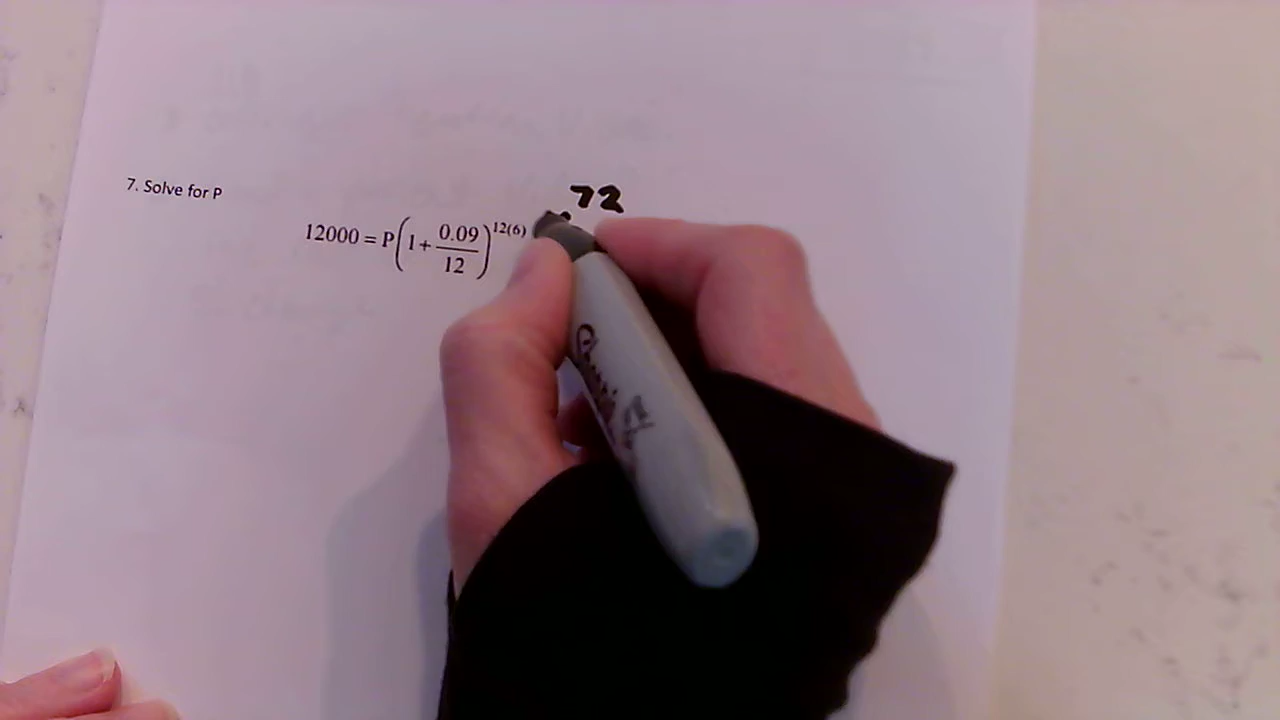 7. Solve for P
72
12000 = P(1 + 0.09/12)^12(6)